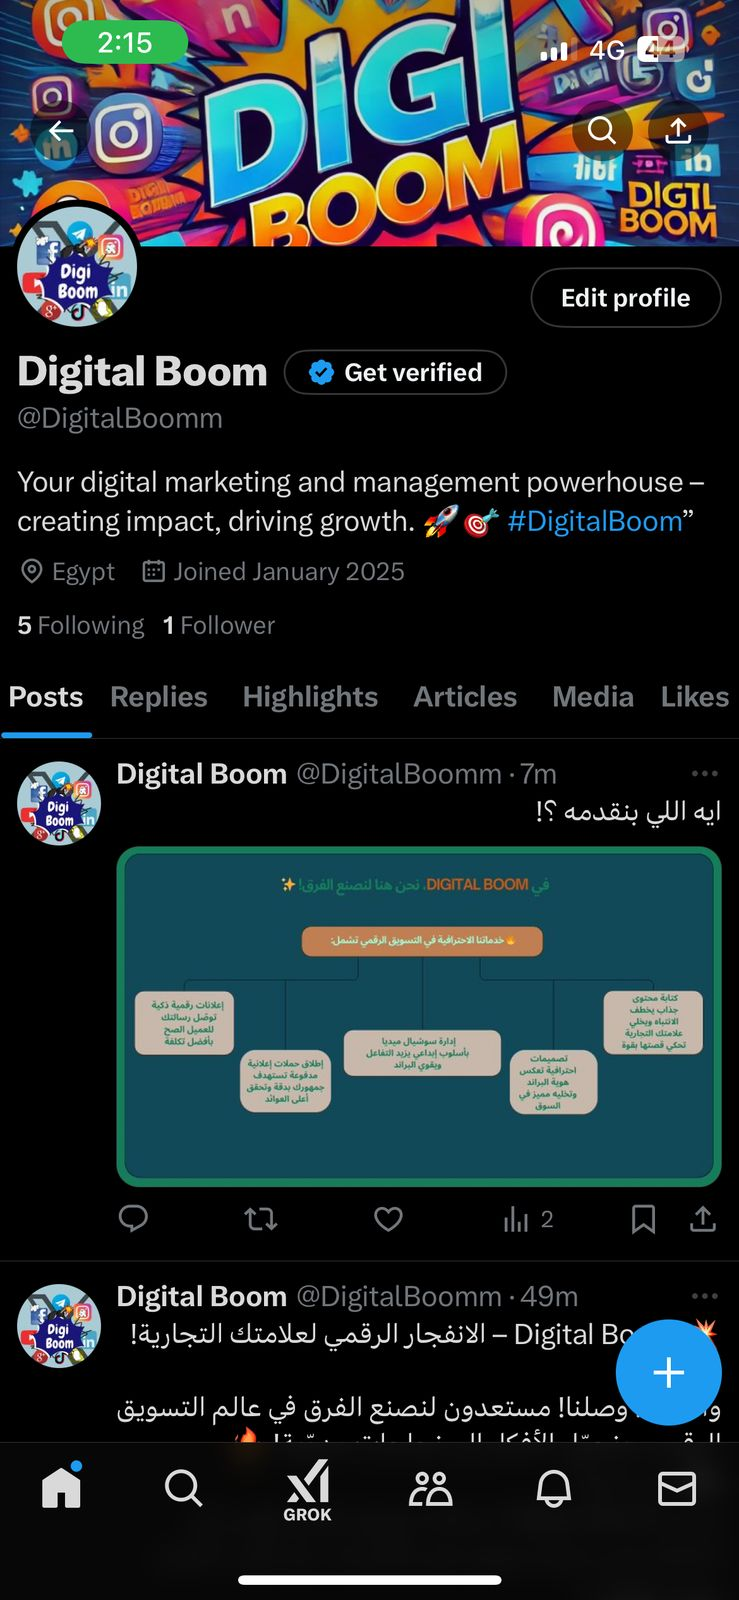 2:15
4G
44
DIGI
BOOM
DIGTL
BOOM
Digi
Boom
Edit profile
Digital Boom
Get verified
@DigitalBoomm
Your digital marketing and management powerhouse –
creating impact, driving growth. 🚀 🎯 #DigitalBoom”
Egypt Joined January 2025
5 Following 1 Follower
Posts Replies Highlights Articles Media Likes
Digital Boom @DigitalBoomm · 7m
ايه اللي بنقدمه ؟!
في DIGITAL BOOM، نحن هنا لنصنع الفرق! ✨
🔥 خدماتنا الاحترافية في التسويق الرقمي تشمل:
كتابة محتوى
جذاب يخطف
الانتباه ويخلي
علامتك التجارية
تحكي قصتها بقوة
تصميمات
احترافية تعكس
هوية البراند
وتخليه مميز في
السوق
إدارة سوشيال ميديا
بأسلوب إبداعي يزيد التفاعل
ويقوي البراند
إطلاق حملات إعلانية
مدفوعة تستهدف
جمهورك بدقة وتحقق
أعلى العوائد
إعلانات رقمية ذكية
توصّل رسالتك
للعميل الصح
بأفضل تكلفة
2
Digital Boom @DigitalBoomm · 49m
💥 Digital Bo – الانفجار الرقمي لعلامتك التجارية!
وصلنا! مستعدون لنصنع الفرق في عالم التسويق
GROK